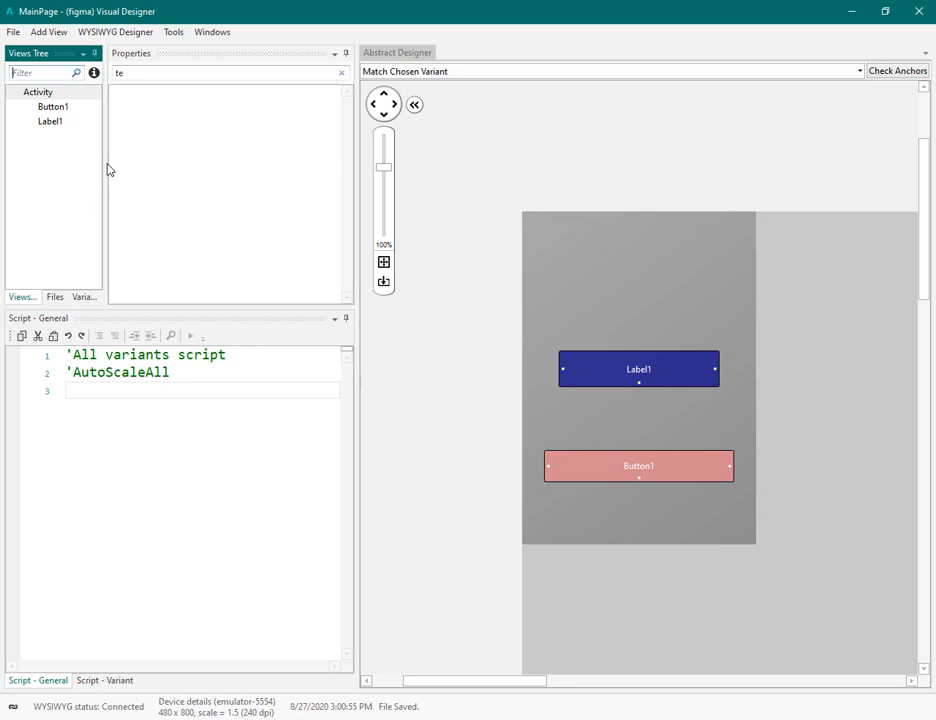 MainPage - (figma) Visual Designer
File Add View WYSIWYG Designer Tools Windows
Views Tree
Filter
Activity
Button1
Label1
Views... Files Varia...
Properties
te
Abstract Designer
Match Chosen Variant
Check Anchors
100%
Label1
Button1
Script - General
1 'All variants script
2 'AutoScaleAll
3
Script - General Script - Variant
WYSIWYG status: Connected
Device details (emulator-5554)
480 x 800, scale = 1.5 (240 dpi)
8/27/2020 3:00:55 PM File Saved.